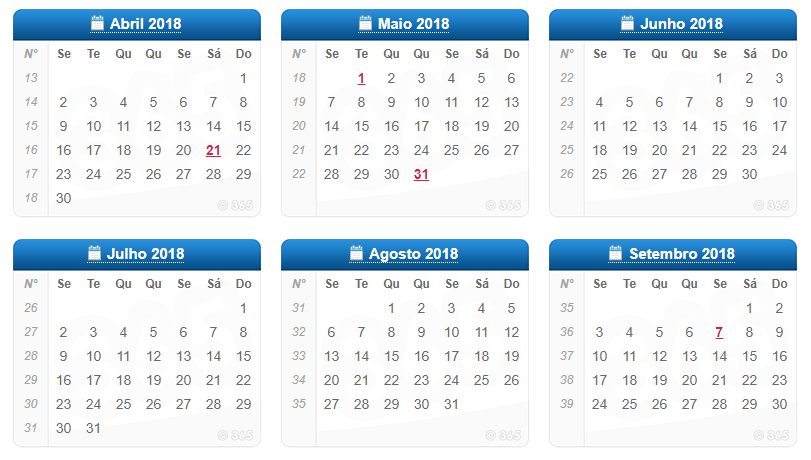 Abril 2018
Nº Se Te Qu Qu Se Sá Do
13 1
14 2 3 4 5 6 7 8
15 9 10 11 12 13 14 15
16 16 17 18 19 20 21 22
17 23 24 25 26 27 28 29
18 30
© 365
Maio 2018
Nº Se Te Qu Qu Se Sá Do
18 1 2 3 4 5 6
19 7 8 9 10 11 12 13
20 14 15 16 17 18 19 20
21 21 22 23 24 25 26 27
22 28 29 30 31
© 365
Junho 2018
Nº Se Te Qu Qu Se Sá Do
22 1 2 3
23 4 5 6 7 8 9 10
24 11 12 13 14 15 16 17
25 18 19 20 21 22 23 24
26 25 26 27 28 29 30
© 365
Julho 2018
Nº Se Te Qu Qu Se Sá Do
26 1
27 2 3 4 5 6 7 8
28 9 10 11 12 13 14 15
29 16 17 18 19 20 21 22
30 23 24 25 26 27 28 29
31 30 31
© 365
Agosto 2018
Nº Se Te Qu Qu Se Sá Do
31 1 2 3 4 5
32 6 7 8 9 10 11 12
33 13 14 15 16 17 18 19
34 20 21 22 23 24 25 26
35 27 28 29 30 31
© 365
Setembro 2018
Nº Se Te Qu Qu Se Sá Do
35 1 2
36 3 4 5 6 7 8 9
37 10 11 12 13 14 15 16
38 17 18 19 20 21 22 23
39 24 25 26 27 28 29 30
© 365